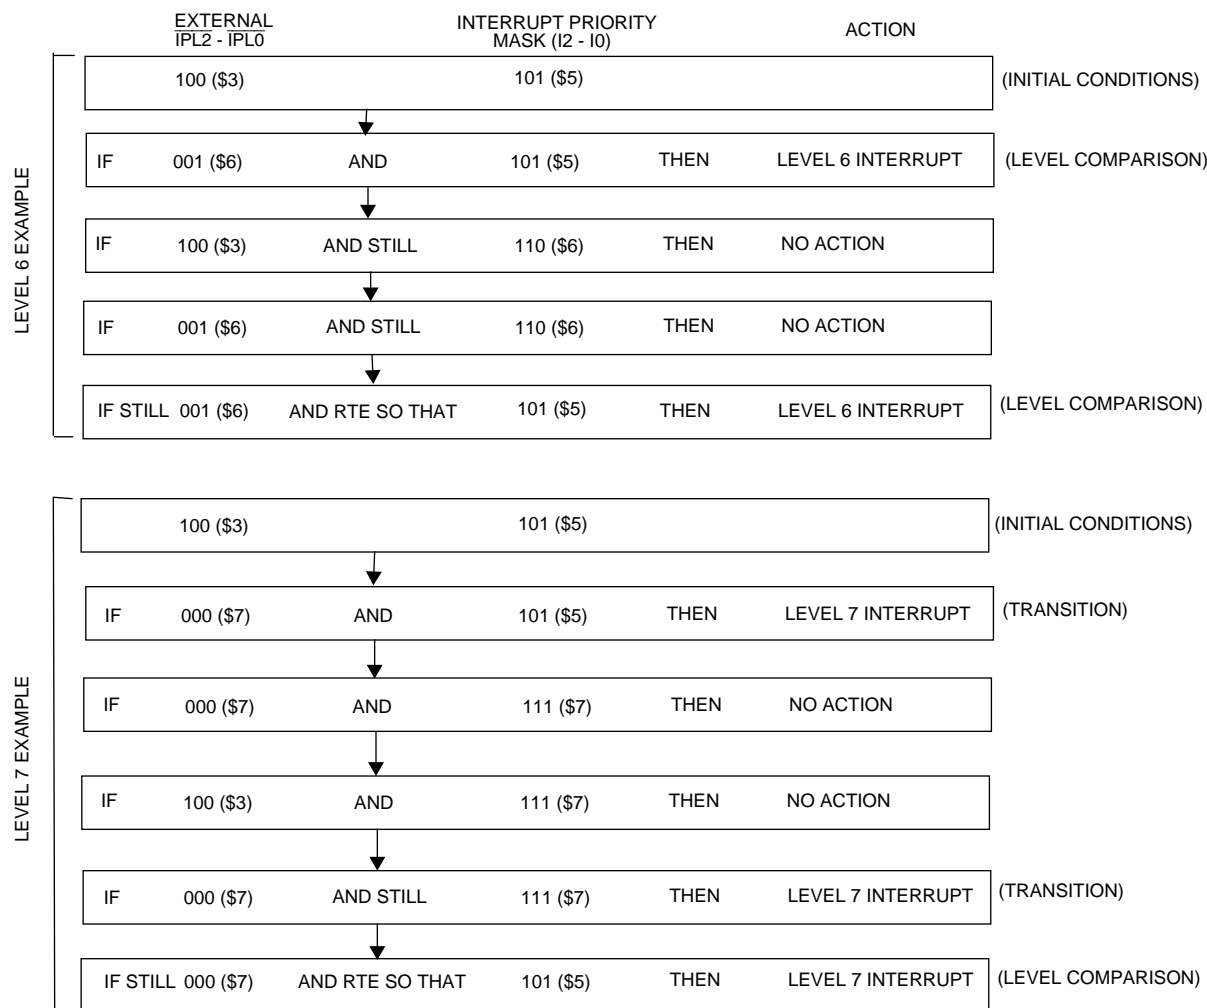 EXTERNAL
IPL2 - IPL0
INTERRUPT PRIORITY
MASK (I2 - I0)
ACTION
LEVEL 6 EXAMPLE
100 ($3) 101 ($5) (INITIAL CONDITIONS)
IF 001 ($6) AND 101 ($5) THEN LEVEL 6 INTERRUPT (LEVEL COMPARISON)
IF 100 ($3) AND STILL 110 ($6) THEN NO ACTION
IF 001 ($6) AND STILL 110 ($6) THEN NO ACTION
IF STILL 001 ($6) AND RTE SO THAT 101 ($5) THEN LEVEL 6 INTERRUPT (LEVEL COMPARISON)
LEVEL 7 EXAMPLE
100 ($3) 101 ($5) (INITIAL CONDITIONS)
IF 000 ($7) AND 101 ($5) THEN LEVEL 7 INTERRUPT (TRANSITION)
IF 000 ($7) AND 111 ($7) THEN NO ACTION
IF 100 ($3) AND 111 ($7) THEN NO ACTION
IF 000 ($7) AND STILL 111 ($7) THEN LEVEL 7 INTERRUPT (TRANSITION)
IF STILL 000 ($7) AND RTE SO THAT 101 ($5) THEN LEVEL 7 INTERRUPT (LEVEL COMPARISON)